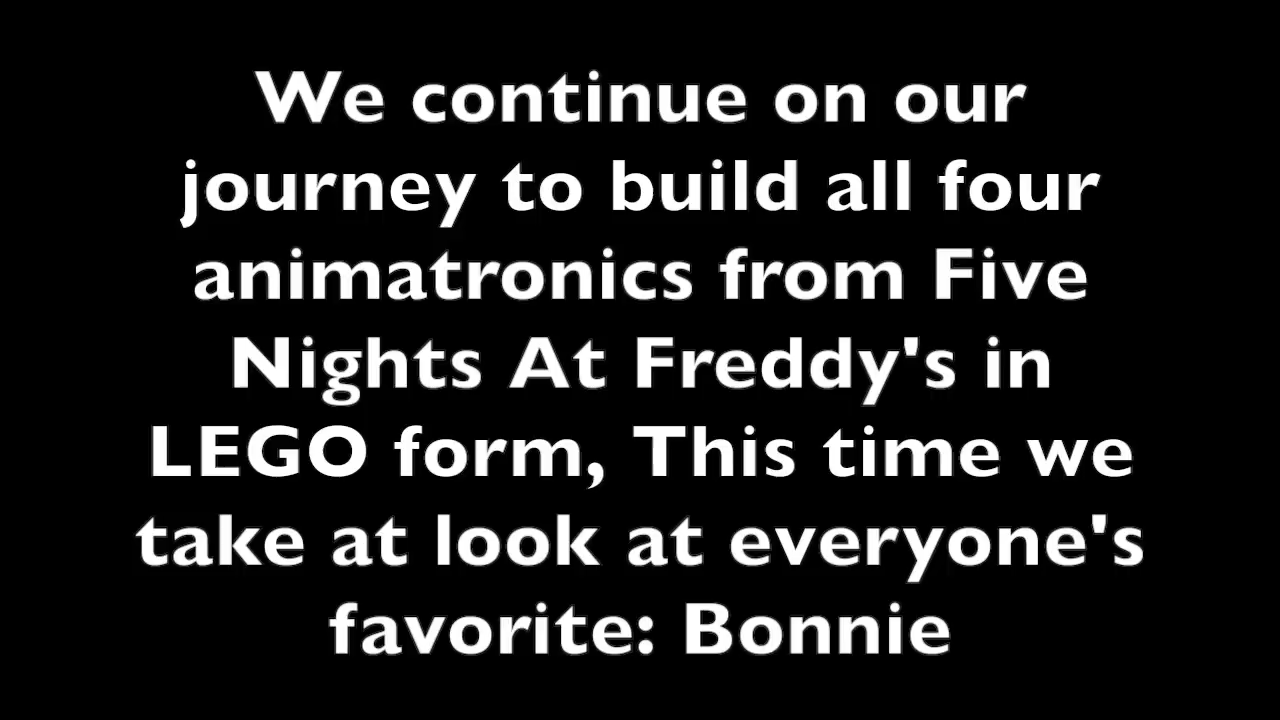 We continue on our
journey to build all four
animatronics from Five
Nights At Freddy's in
LEGO form, This time we
take at look at everyone's
favorite: Bonnie